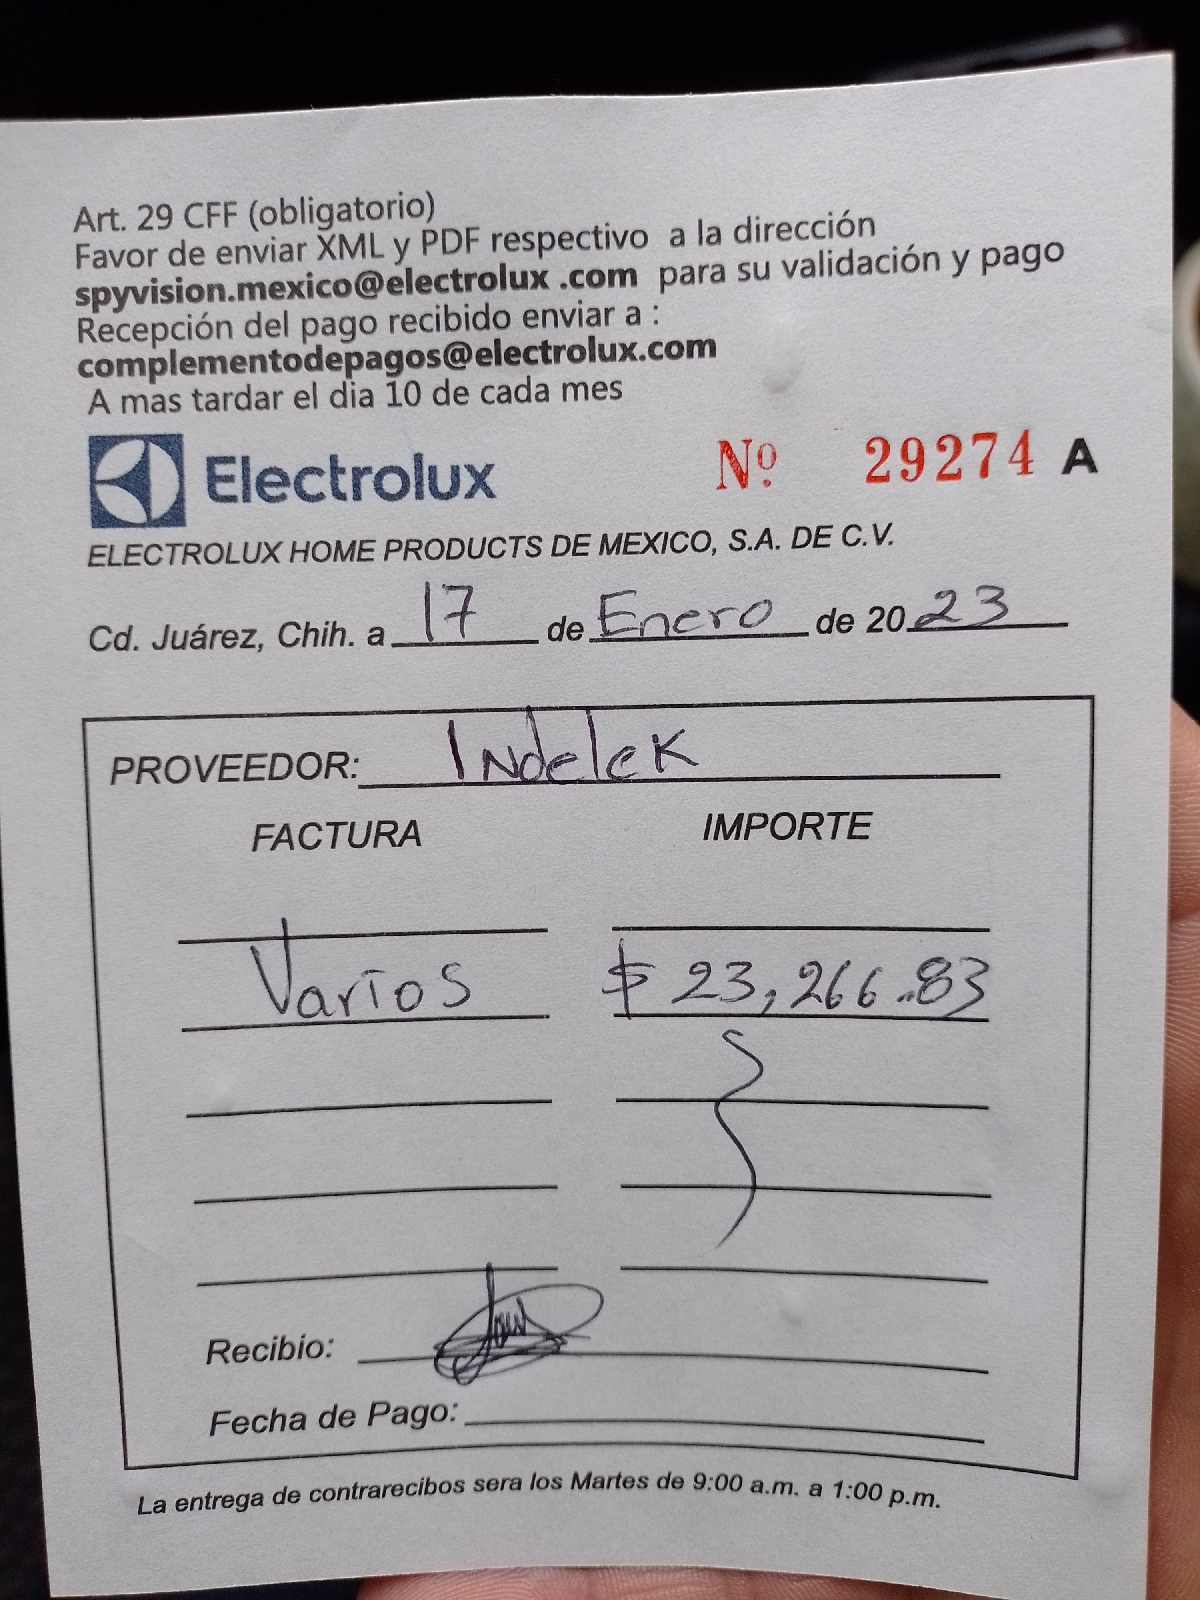 Art. 29 CFF (obligatorio)
Favor de enviar XML y PDF respectivo a la dirección
spyvision.mexico@electrolux .com para su validación y pago
Recepción del pago recibido enviar a :
complementodepagos@electrolux.com
A mas tardar el dia 10 de cada mes
Electrolux Nº 29274 A
ELECTROLUX HOME PRODUCTS DE MEXICO, S.A. DE C.V.
Cd. Juárez, Chih. a 17 de Enero de 2023
PROVEEDOR: Indelek
FACTURA IMPORTE
Varios $ 23,266.83
Recibio:
Fecha de Pago:
La entrega de contrarecibos sera los Martes de 9:00 a.m. a 1:00 p.m.